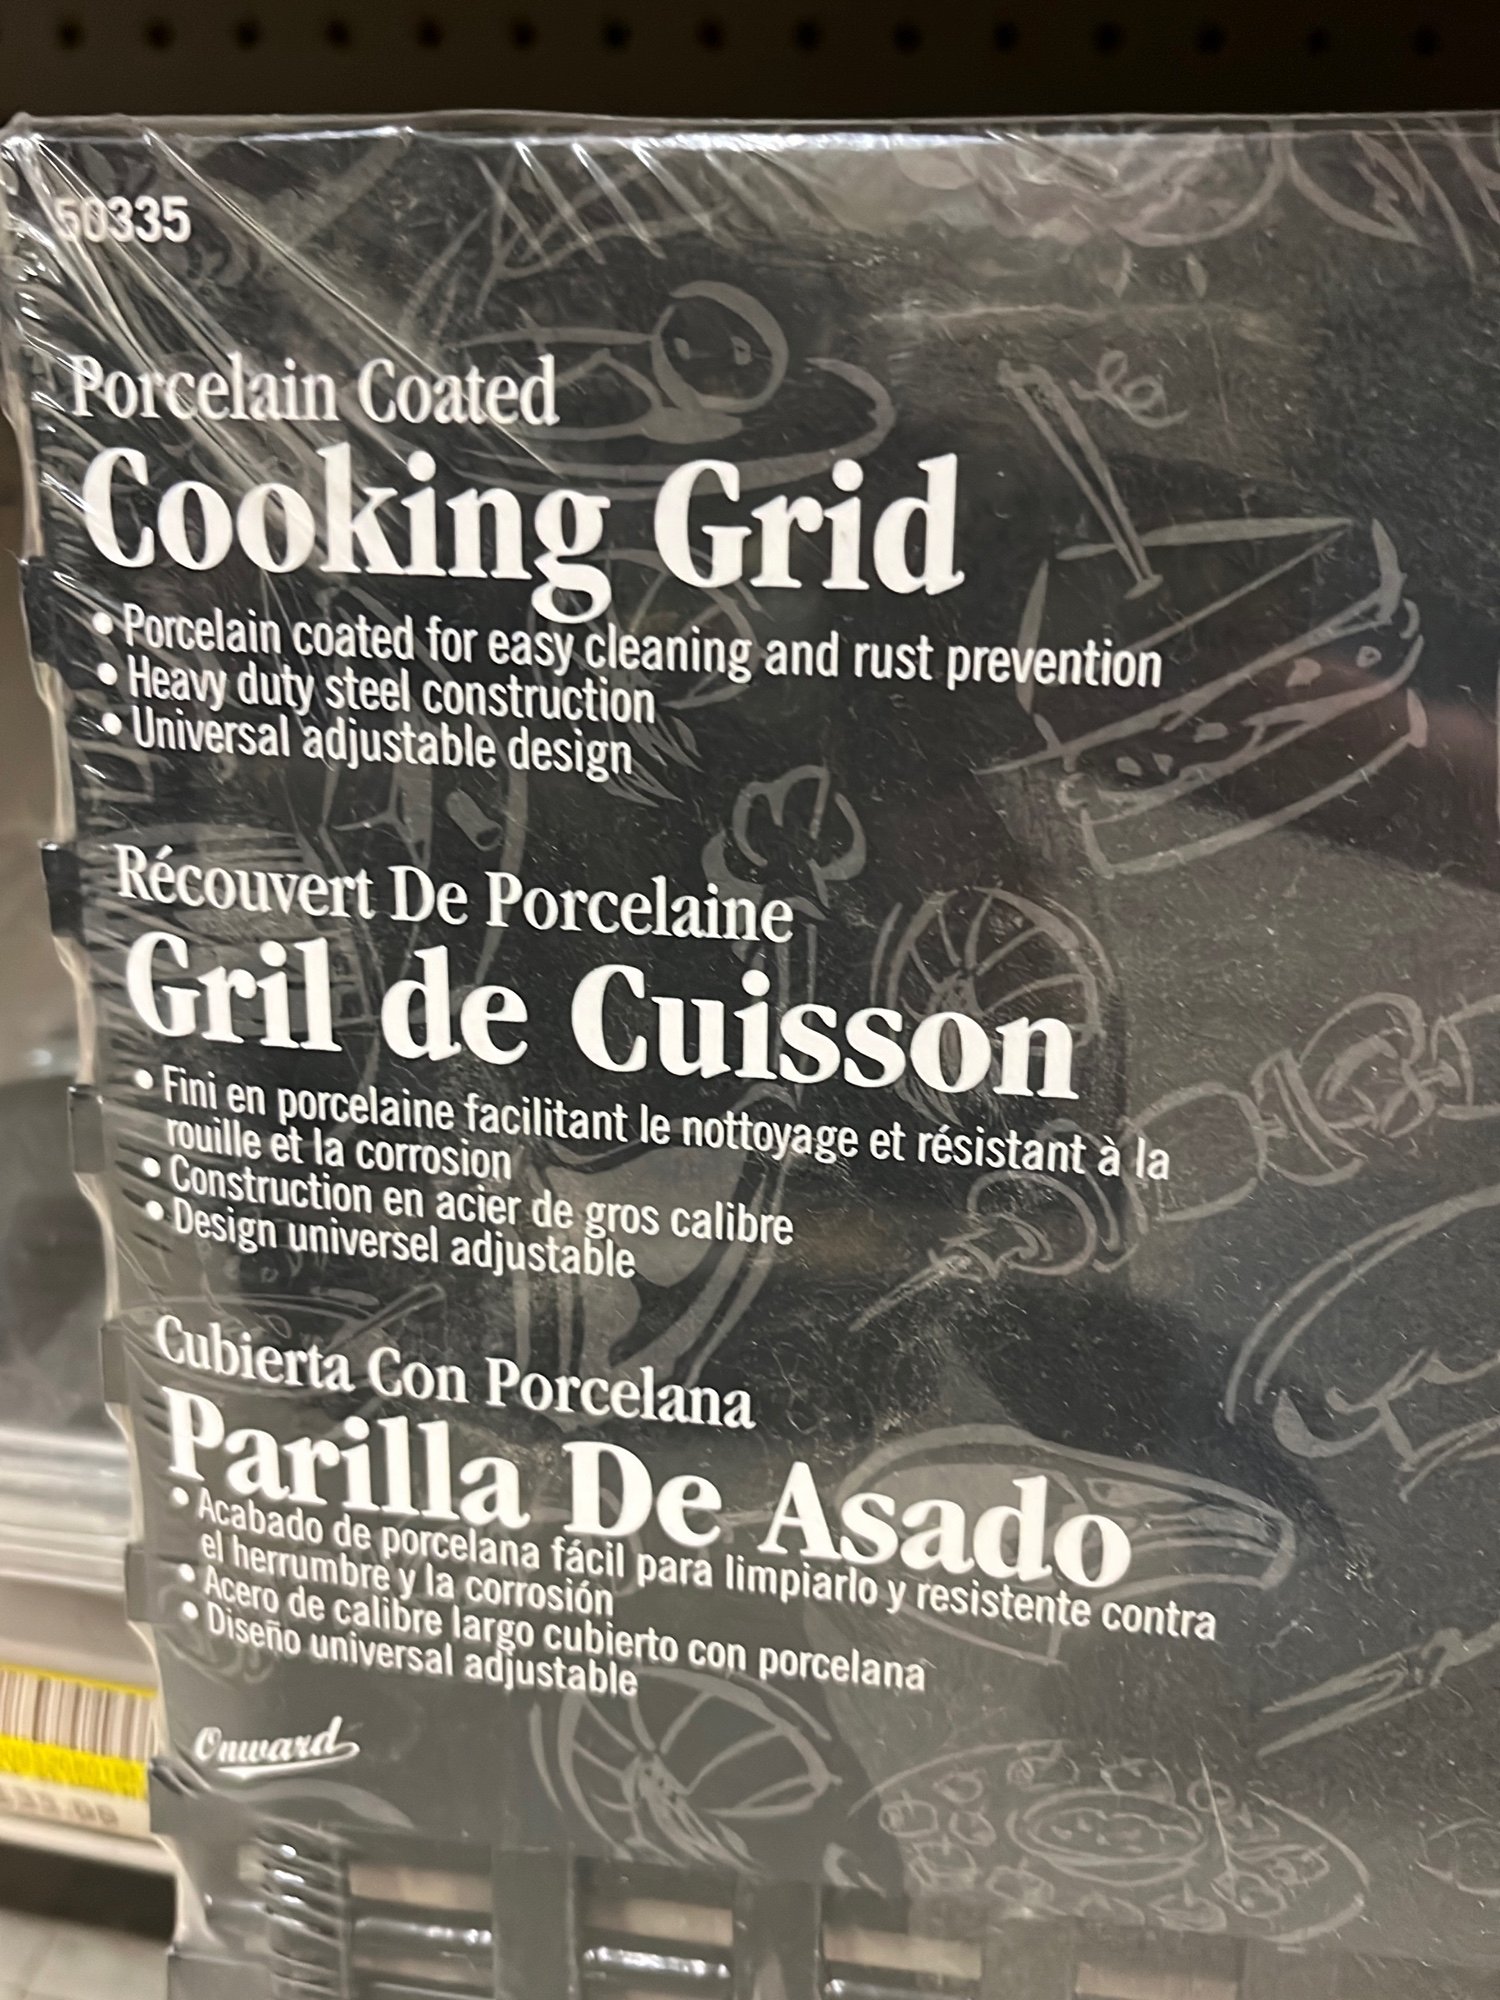 50335
Porcelain Coated
Cooking Grid
• Porcelain coated for easy cleaning and rust prevention
• Heavy duty steel construction
• Universal adjustable design
Récouvert De Porcelaine
Gril de Cuisson
• Fini en porcelaine facilitant le nottoyage et résistant à la
rouille et la corrosion
• Construction en acier de gros calibre
• Design universel adjustable
Cubierta Con Porcelana
Parilla De Asado
• Acabado de porcelana fácil para limpiarlo y resistente contra
el herrumbre y la corrosión
• Acero de calibre largo cubierto con porcelana
• Diseño universal adjustable
Onward